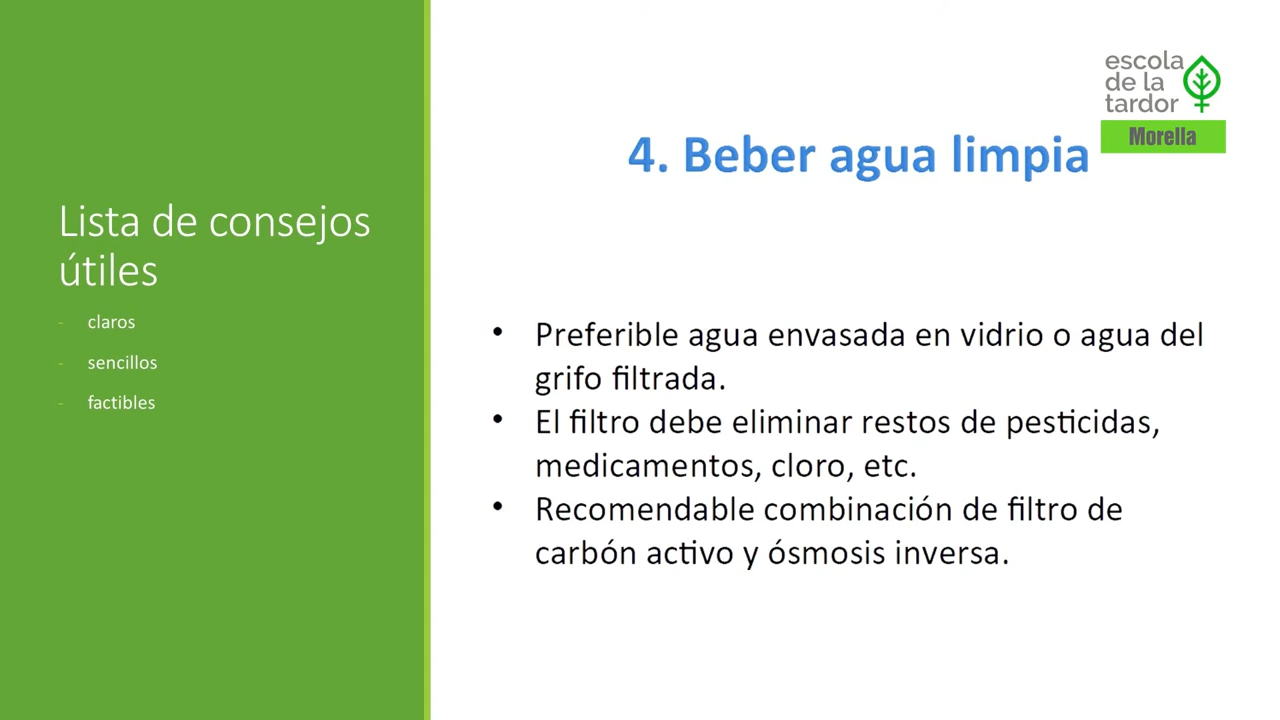 Lista de consejos
útiles
- claros
- sencillos
- factibles
escola
de la
tardor
Morella
4. Beber agua limpia
• Preferible agua envasada en vidrio o agua del
grifo filtrada.
• El filtro debe eliminar restos de pesticidas,
medicamentos, cloro, etc.
• Recomendable combinación de filtro de
carbón activo y ósmosis inversa.